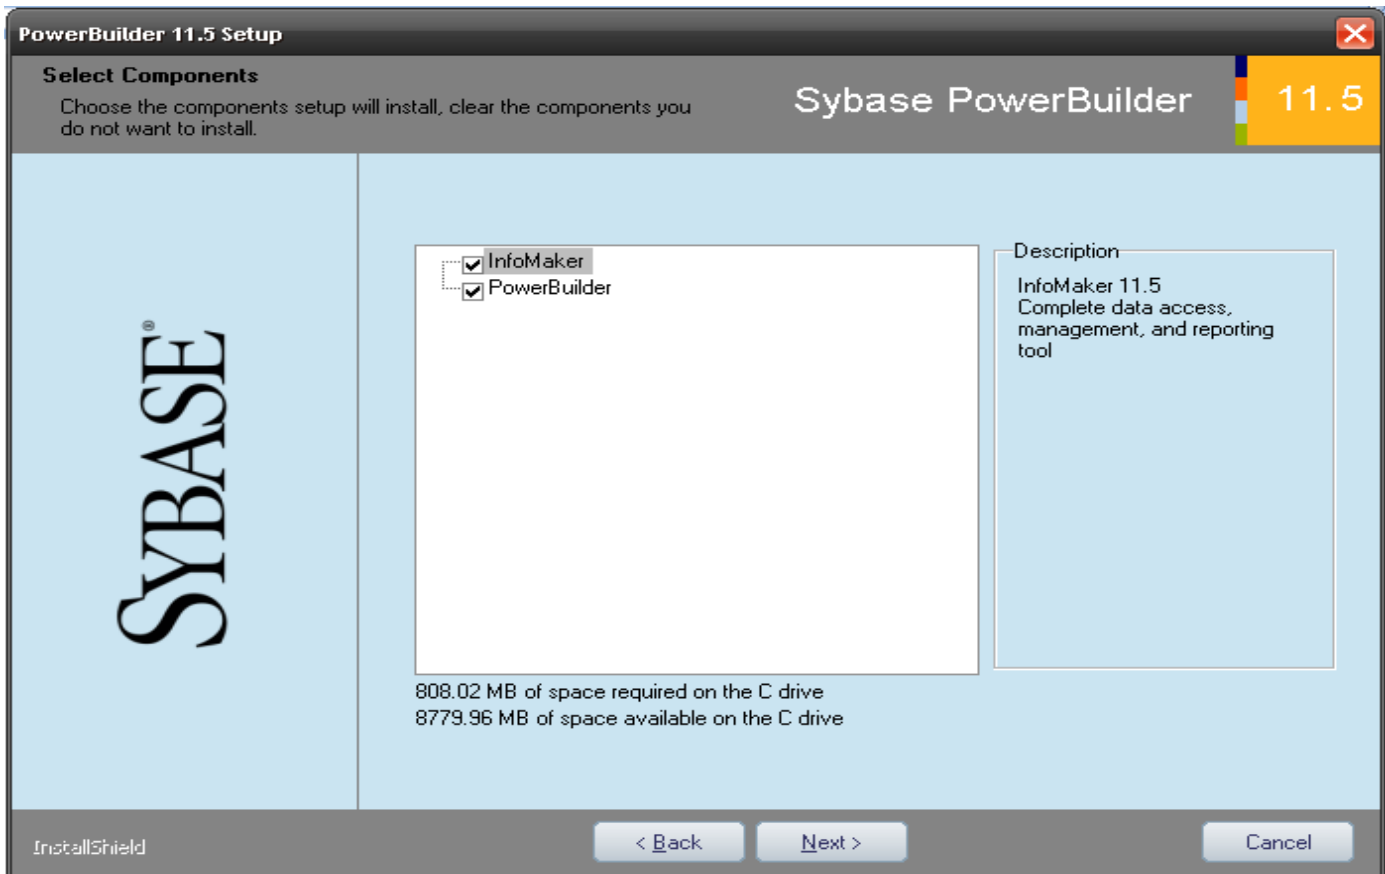 PowerBuilder 11.5 Setup
Select Components
Choose the components setup will install, clear the components you
do not want to install.
Sybase PowerBuilder
11.5
SYBASE®
InfoMaker
PowerBuilder
Description
InfoMaker 11.5
Complete data access,
management, and reporting
tool
808.02 MB of space required on the C drive
8779.96 MB of space available on the C drive
InstallShield
< Back
Next >
Cancel